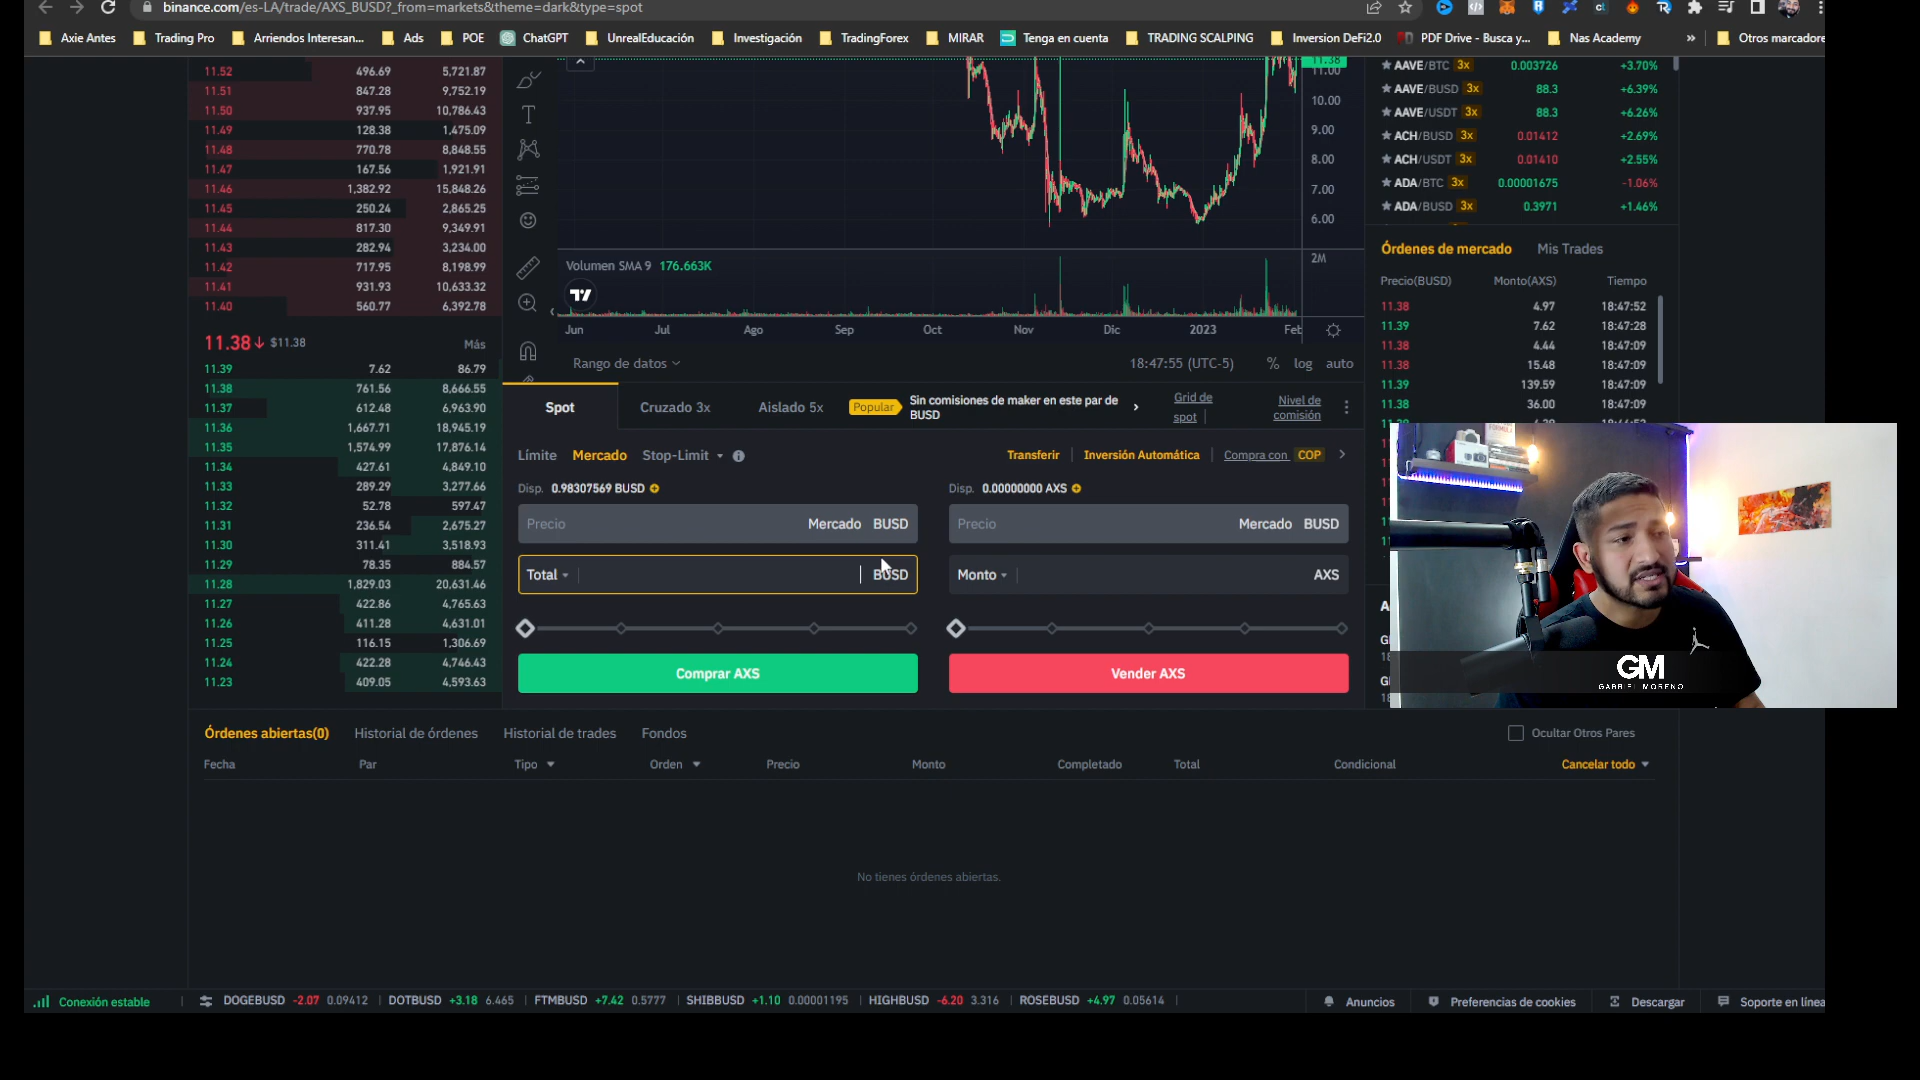 binance.com/es-LA/trade/AXS_BUSD?_from=markets&theme=dark&type=spot
Axie Antes
Trading Pro
Arriendos Interesan...
Ads
POE
ChatGPT
UnrealEducación
Investigación
TradingForex
MIRAR
Tenga en cuenta
TRADING SCALPING
Inversion DeFi2.0
PDF Drive - Busca y...
Nas Academy
»
Otros marcadore
11.52 496.69 5,721.87
11.51 847.28 9,752.19
11.50 937.95 10,786.43
11.49 128.38 1,475.09
11.48 770.78 8,848.55
11.47 167.56 1,921.91
11.46 1,382.92 15,848.26
11.45 250.24 2,865.25
11.44 817.30 9,349.91
11.43 282.94 3,234.00
11.42 717.95 8,198.99
11.41 931.93 10,633.32
11.40 560.77 6,392.78
11.38↓ $11.38 Más
11.39 7.62 86.79
11.38 761.56 8,666.55
11.37 612.48 6,963.90
11.36 1,667.71 18,945.19
11.35 1,574.99 17,876.14
11.34 427.61 4,849.10
11.33 289.29 3,277.66
11.32 52.78 597.47
11.31 236.54 2,675.27
11.30 311.41 3,518.93
11.29 78.35 884.57
11.28 1,829.03 20,631.46
11.27 422.86 4,765.63
11.26 411.28 4,631.01
11.25 116.15 1,306.69
11.24 422.28 4,746.43
11.23 409.05 4,593.63
11.38
11.00
10.00
9.00
8.00
7.00
6.00
Volumen SMA 9 176.663K
2M
Jun Jul Ago Sep Oct Nov Dic 2023 Feb
Rango de datos
18:47:55 (UTC-5) % log auto
Spot Cruzado 3x Aislado 5x
Popular
Sin comisiones de maker en este par de
BUSD
Grid de
spot
Nivel de
comisión
Límite Mercado Stop-Limit
Transferir Inversión Automática Compra con COP
Disp. 0.98307569 BUSD
Precio Mercado BUSD
Total BUSD
Comprar AXS
Disp. 0.00000000 AXS
Precio Mercado BUSD
Monto AXS
Vender AXS
AAVE/BTC 3x 0.003726 +3.70%
AAVE/BUSD 3x 88.3 +6.39%
AAVE/USDT 3x 88.3 +6.26%
ACH/BUSD 3x 0.01412 +2.69%
ACH/USDT 3x 0.01410 +2.55%
ADA/BTC 3x 0.00001675 -1.06%
ADA/BUSD 3x 0.3971 +1.46%
Órdenes de mercado Mis Trades
Precio(BUSD) Monto(AXS) Tiempo
11.38 4.97 18:47:52
11.39 7.62 18:47:28
11.38 4.44 18:47:09
11.38 15.48 18:47:09
11.39 139.59 18:47:09
11.38 36.00 18:47:09
GM
GABRIEL MORENO
Órdenes abiertas(0) Historial de órdenes Historial de trades Fondos
Ocultar Otros Pares
Fecha Par Tipo Orden Precio Monto Completado Total Condicional Cancelar todo
No tienes órdenes abiertas.
Conexión estable
DOGEBUSD -2.07 0.09412 | DOTBUSD +3.18 6.465 | FTMBUSD +7.42 0.5777 | SHIBBUSD +1.10 0.00001195 | HIGHBUSD -6.20 3.316 | ROSEBUSD +4.97 0.05614
Anuncios
Preferencias de cookies
Descargar
Soporte en línea